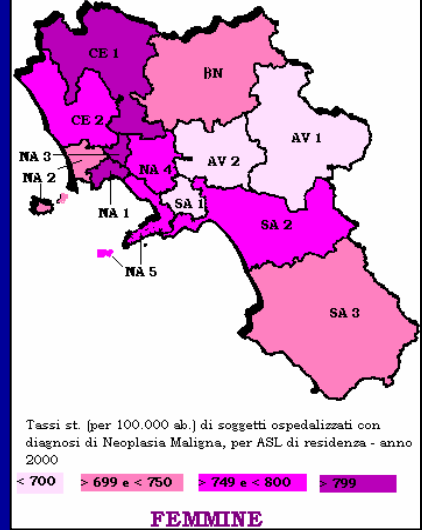 CE 1
BN
CE 2
AV 1
NA 3
NA 4
AV 2
NA 2
NA 1
SA 1
SA 2
NA 5
SA 3
Tassi st. (per 100.000 ab.) di soggetti ospedalizzati con
diagnosi di Neoplasia Maligna, per ASL di residenza - anno
2000
< 700 > 699 e < 750 > 749 e < 800 > 799
FEMMINE